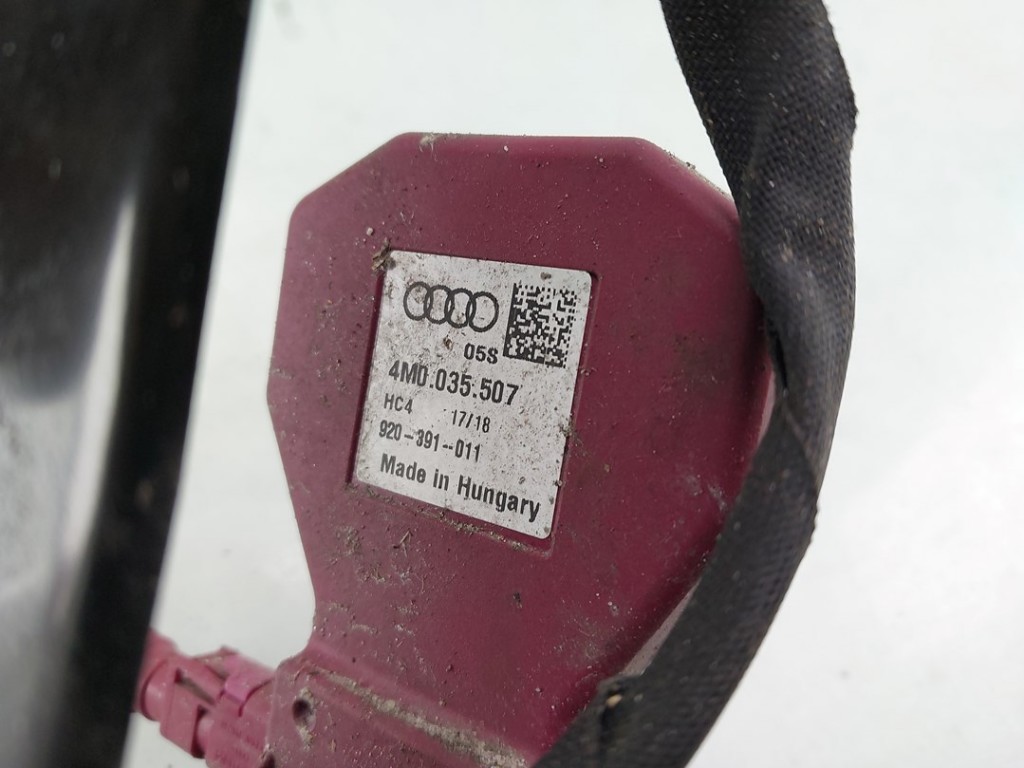 05S
4M0.035.507
HC4 17/18
920-391-011
Made in Hungary